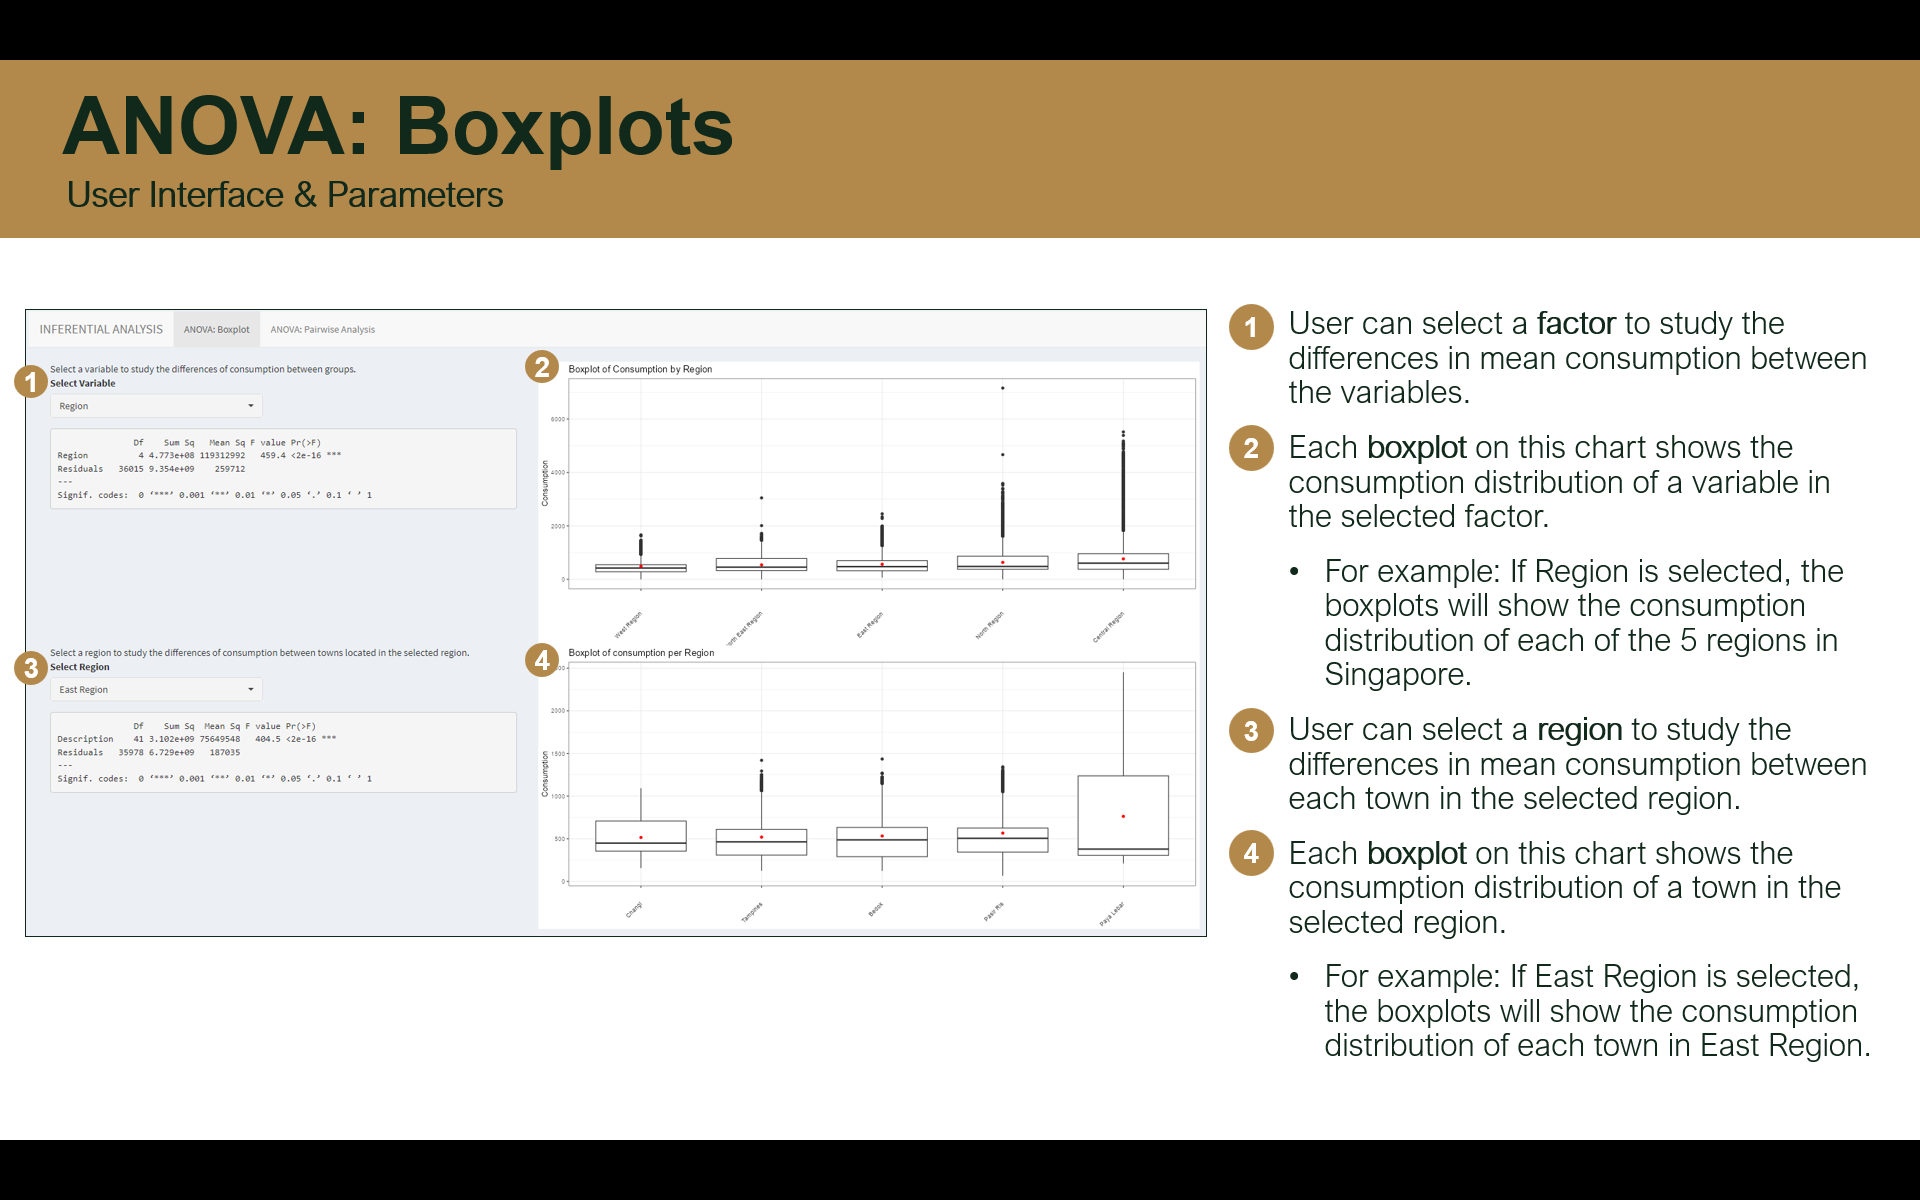 ANOVA: Boxplots
User Interface & Parameters
INFERENTIAL ANALYSIS ANOVA: Boxplot ANOVA: Pairwise Analysis
1
Select a variable to study the differences of consumption between groups.
Select Variable
Region
Df Sum Sq Mean Sq F value Pr(>F)
Region 4 4.773e+08 119312992 459.4 <2e-16 ***
Residuals 36015 9.354e+09 259712
---
Signif. codes: 0 ‘***’ 0.001 ‘**’ 0.01 ‘*’ 0.05 ‘.’ 0.1 ‘ ’ 1
2
Boxplot of Consumption by Region
Consumption
6000
4000
2000
0
West Region
orth East Region
East Region
North Region
Central Region
3
Select a region to study the differences of consumption between towns located in the selected region.
Select Region
East Region
Df Sum Sq Mean Sq F value Pr(>F)
Description 41 3.102e+09 75649548 404.5 <2e-16 ***
Residuals 35978 6.729e+09 187035
---
Signif. codes: 0 ‘***’ 0.001 ‘**’ 0.01 ‘*’ 0.05 ‘.’ 0.1 ‘ ’ 1
4
Boxplot of consumption per Region
Consumption
2000
1500
1000
500
0
Changi
Tampines
Bedok
Pasir Ris
Paya Lebar
1 User can select a factor to study the
differences in mean consumption between
the variables.
2 Each boxplot on this chart shows the
consumption distribution of a variable in
the selected factor.
• For example: If Region is selected, the
boxplots will show the consumption
distribution of each of the 5 regions in
Singapore.
3 User can select a region to study the
differences in mean consumption between
each town in the selected region.
4 Each boxplot on this chart shows the
consumption distribution of a town in the
selected region.
• For example: If East Region is selected,
the boxplots will show the consumption
distribution of each town in East Region.